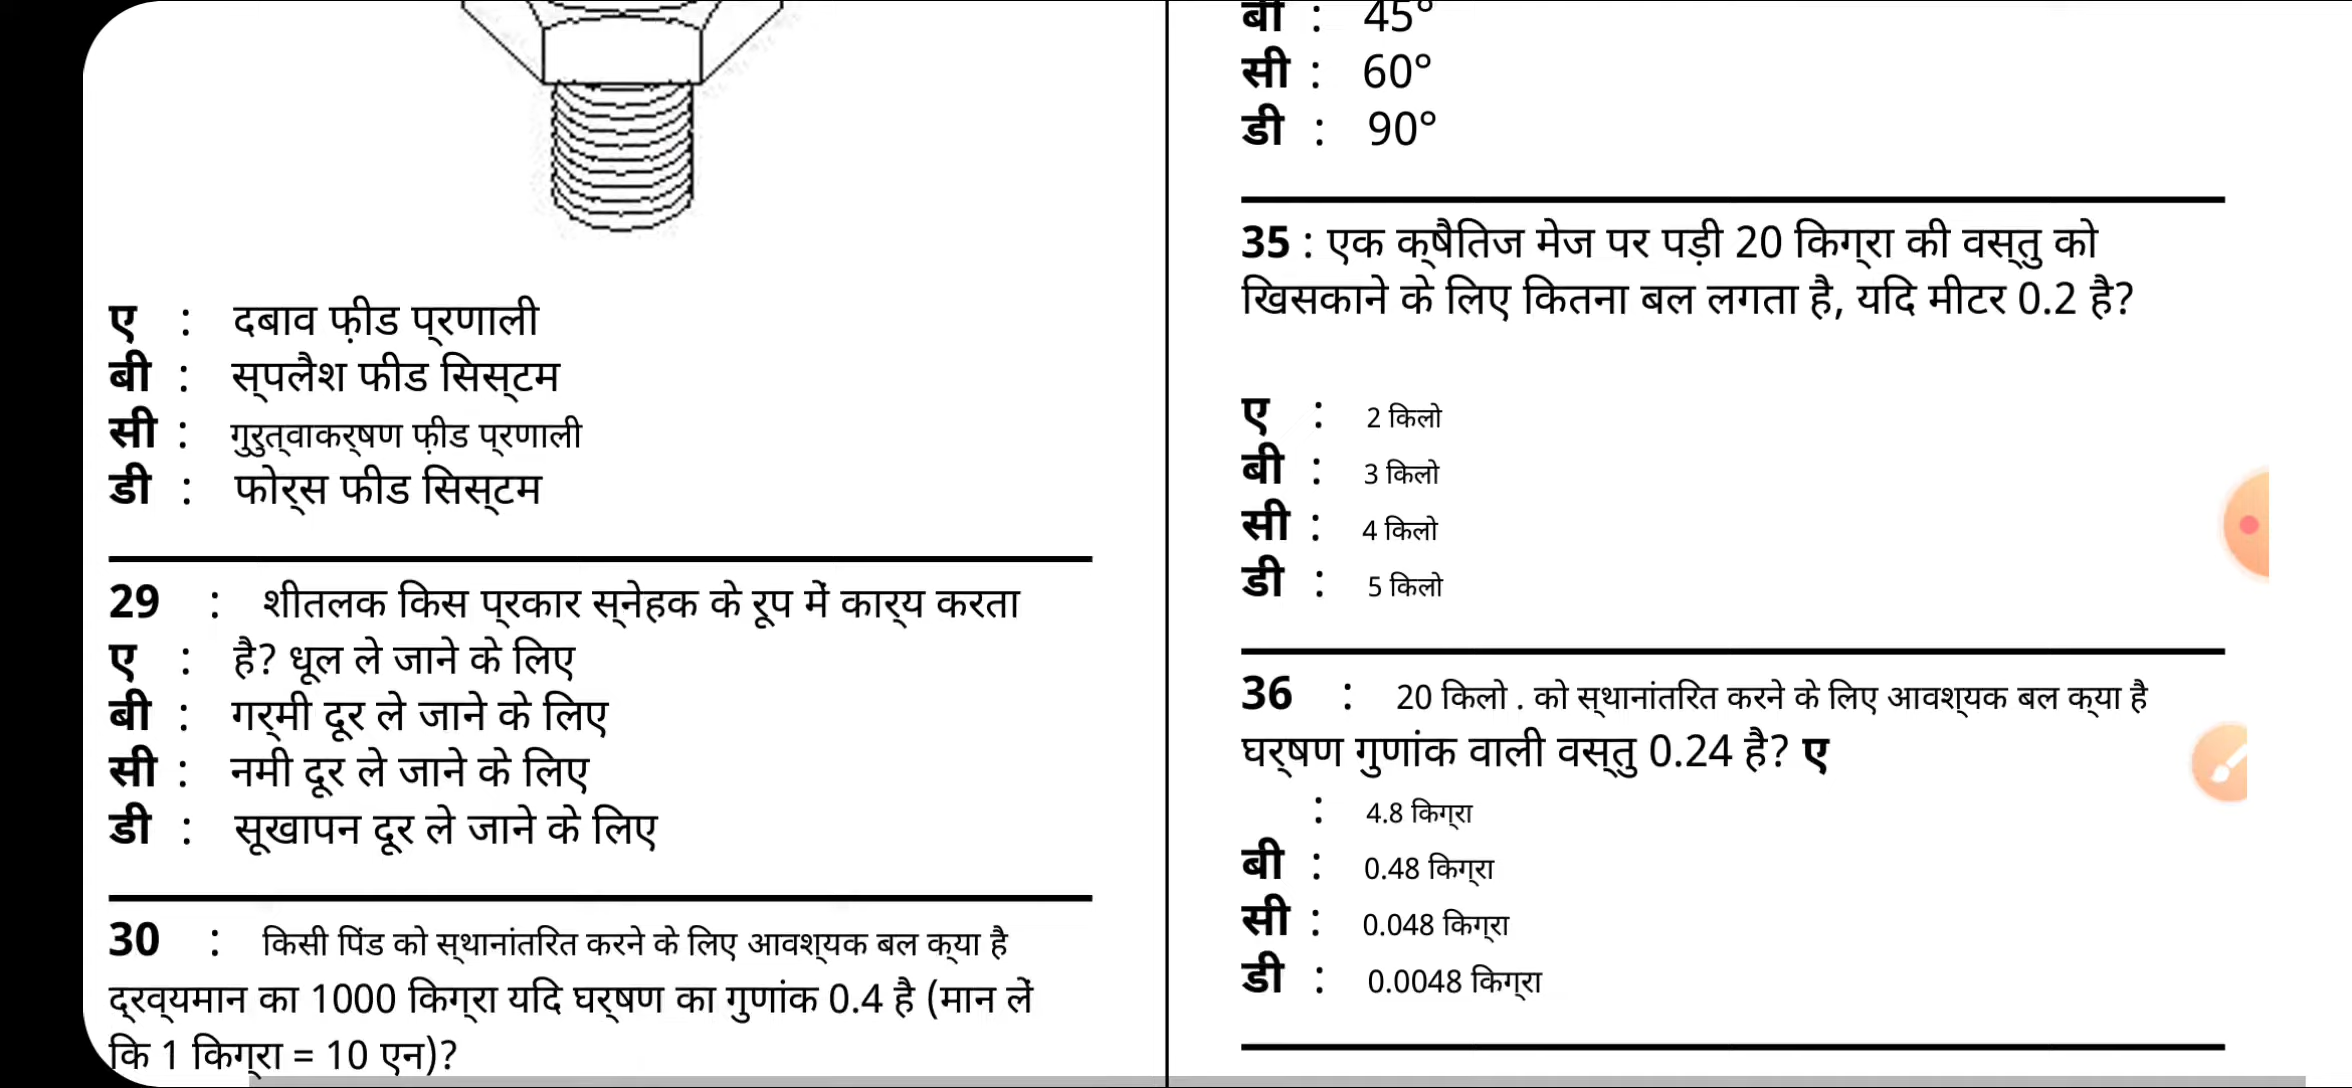 ए : दबाव फ़ीड प्रणाली
बी : स्पलैश फीड सिस्टम
सी : गुरुत्वाकर्षण फ़ीड प्रणाली
डी : फोर्स फीड सिस्टम
29 : शीतलक किस प्रकार स्नेहक के रूप में कार्य करता
ए : है? धूल ले जाने के लिए
बी : गर्मी दूर ले जाने के लिए
सी : नमी दूर ले जाने के लिए
डी : सूखापन दूर ले जाने के लिए
30 : किसी पिंड को स्थानांतरित करने के लिए आवश्यक बल क्या है
द्रव्यमान का 1000 किग्रा यदि घर्षण का गुणांक 0.4 है (मान लें
कि 1 किग्रा = 10 एन)?
बी : 45°
सी : 60°
डी : 90°
35 : एक क्षैतिज मेज पर पड़ी 20 किग्रा की वस्तु को
खिसकाने के लिए कितना बल लगता है, यदि मीटर 0.2 है?
ए : 2 किलो
बी : 3 किलो
सी : 4 किलो
डी : 5 किलो
36 : 20 किलो . को स्थानांतरित करने के लिए आवश्यक बल क्या है
घर्षण गुणांक वाली वस्तु 0.24 है? ए
: 4.8 किग्रा
बी : 0.48 किग्रा
सी : 0.048 किग्रा
डी : 0.0048 किग्रा